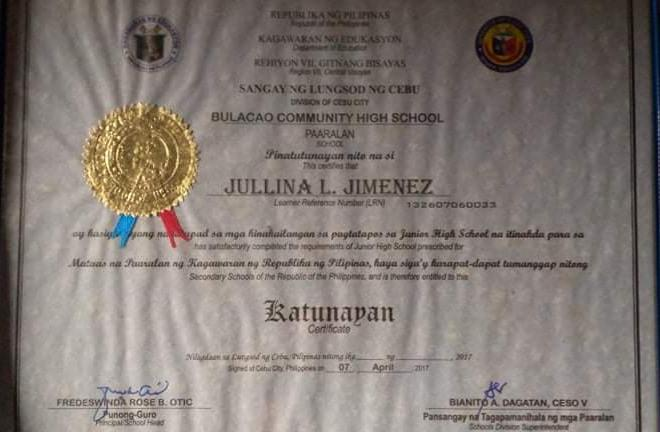 REPUBLIKA NG PILIPINAS
Republic of the Philippines
KAGAWARAN NG EDUKASYON
Department of Education
REHIYON VII, GITNANG BISAYAS
Region VII, Central Visayas
SANGAY NG LUNGSOD NG CEBU
DIVISION OF CEBU CITY
BULACAO COMMUNITY HIGH SCHOOL
PAARALAN
SCHOOL
Pinatutunayan nito na si
This certifies that
JULLINA L. JIMENEZ
Learner Reference Number (LRN) 132607060033
ay kasiya-siyang nakatupad sa mga kinakailangan sa pagtatapos sa Junior High School na itinakda para sa
has satisfactorily completed the requirements of Junior High School prescribed for
Mataas na Paaralan ng Kagawaran ng Republika ng Pilipinas, kaya siya'y karapat-dapat tumanggap nitong
Secondary Schools of the Republic of the Philippines, and is therefore entitled to this
Katunayan
Certificate
Nilagdaan sa Lungsod ng Cebu, Pilipinas nitong ika ng , 2017
Signed of Cebu City, Philippines on 07 April 2017
FREDESWINDA ROSE B. OTIC
Punong-Guro
Principal/School Head
BIANITO A. DAGATAN, CESO V
Pansangay na Tagapamanihala ng mga Paaralan
Schools Division Superintendent